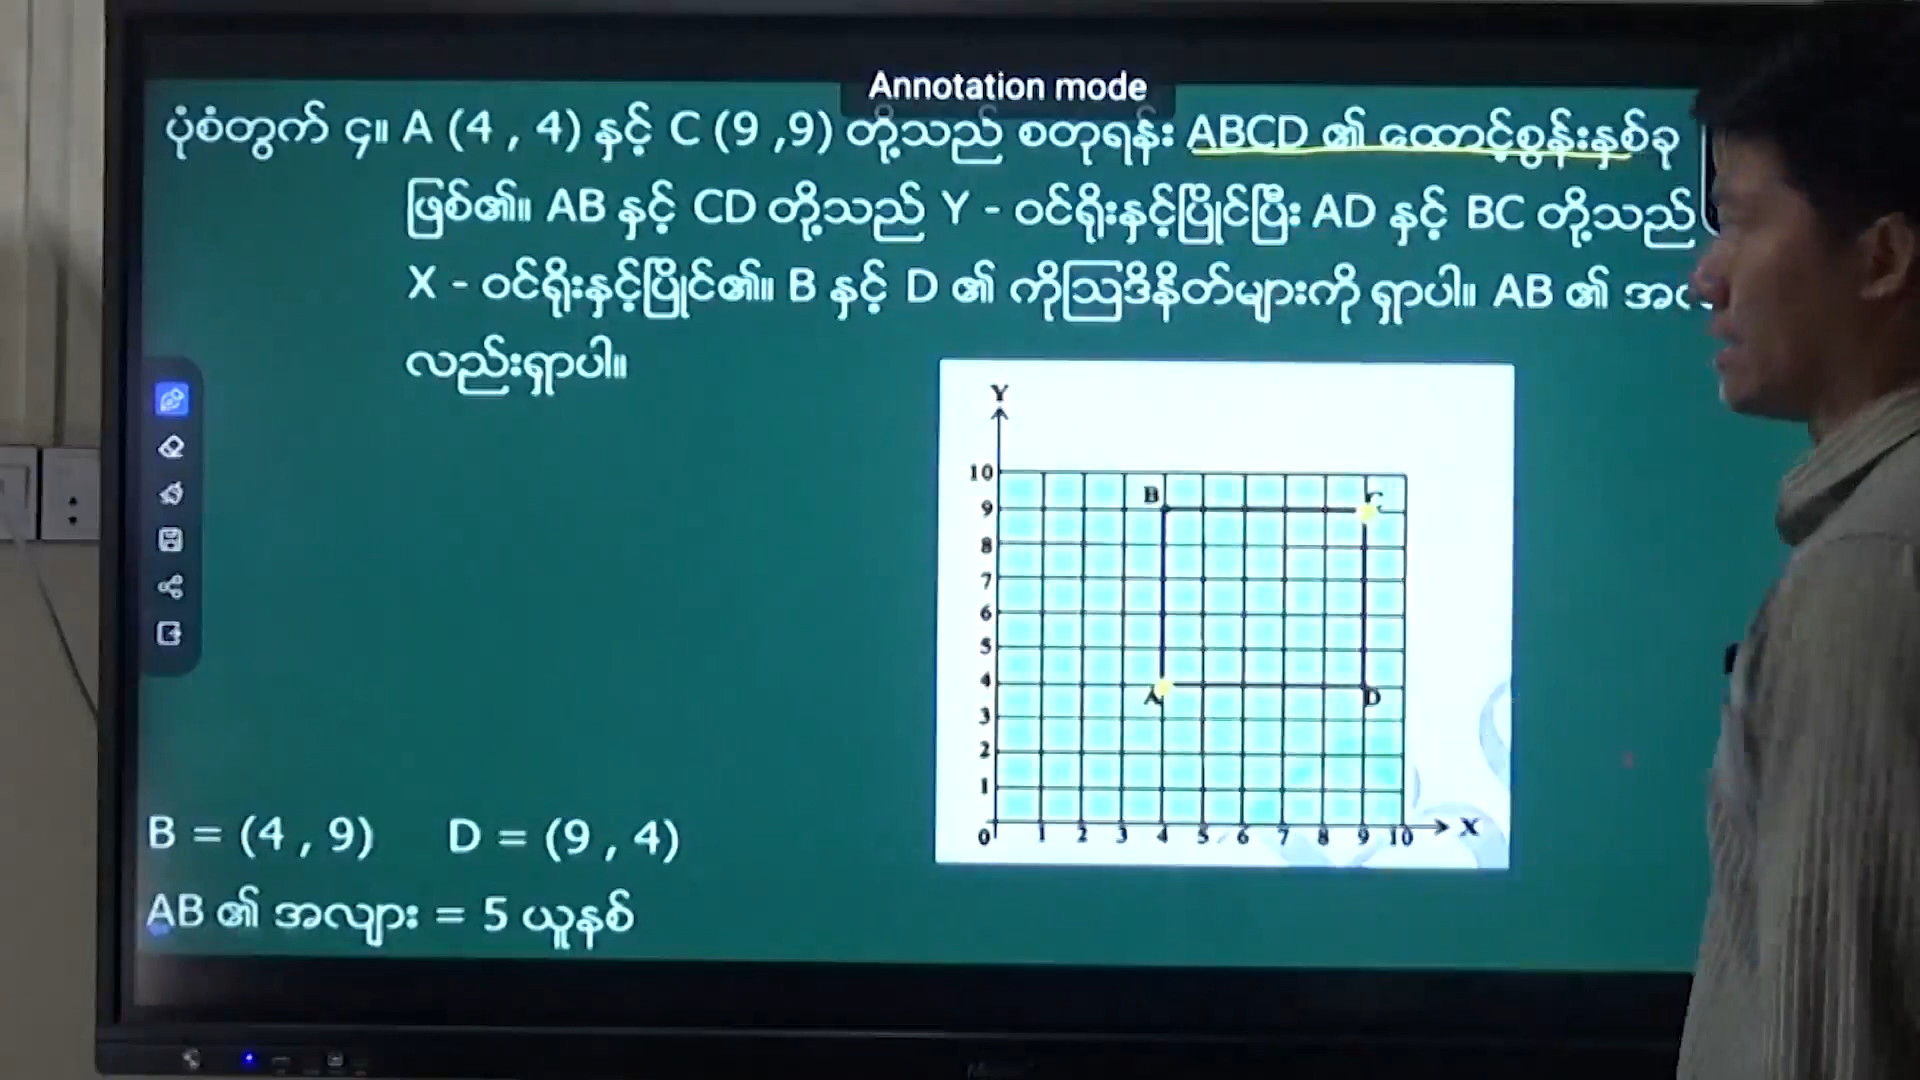 Annotation mode
ပုံစံတွက် ၄။ A (4 , 4) နှင့် C (9 ,9) တို့သည် စတုရန်း ABCD ၏ ထောင့်စွန်းနှစ်ခု
ဖြစ်၏။ AB နှင့် CD တို့သည် Y - ဝင်ရိုးနှင့်ပြိုင်ပြီး AD နှင့် BC တို့သည်
X - ဝင်ရိုးနှင့်ပြိုင်၏။ B နှင့် D ၏ ကိုဩဒိနိတ်များကို ရှာပါ။ AB ၏
လည်းရှာပါ။
Y
10
B C
9
8
7
6
5
4
A D
3
2
1
0 1 2 3 4 5 6 7 8 9 10 X
B = (4 , 9) D = (9 , 4)
AB ၏ အလျား = 5 ယူနစ်